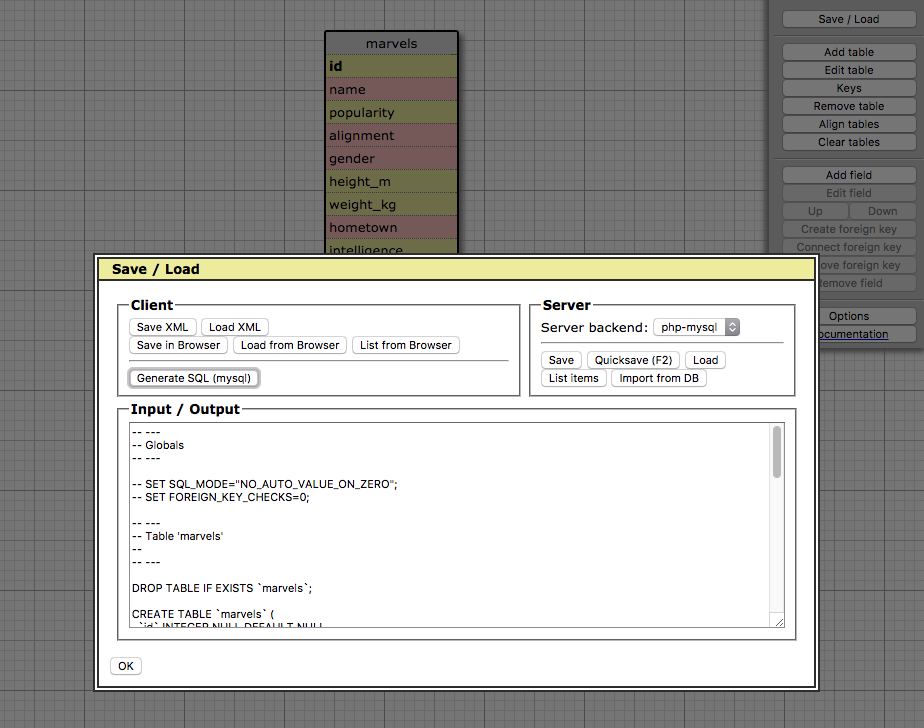 marvels
id
name
popularity
alignment
gender
height_m
weight_kg
hometown
intelligence
Save / Load
Add table
Edit table
Keys
Remove table
Align tables
Clear tables
Add field
Edit field
Up Down
Create foreign key
Connect foreign key
ove foreign key
emove field
Options
ocumentation
Save / Load
Client
Save XML Load XML
Save in Browser Load from Browser List from Browser
Generate SQL (mysql)
Server
Server backend: php-mysql
Save Quicksave (F2) Load
List items Import from DB
Input / Output
-- ---
-- Globals
-- ---
-- SET SQL_MODE="NO_AUTO_VALUE_ON_ZERO";
-- SET FOREIGN_KEY_CHECKS=0;
-- ---
-- Table 'marvels'
--
-- ---
DROP TABLE IF EXISTS `marvels`;
CREATE TABLE `marvels` (
`id` INTEGER NULL DEFAULT NULL
OK